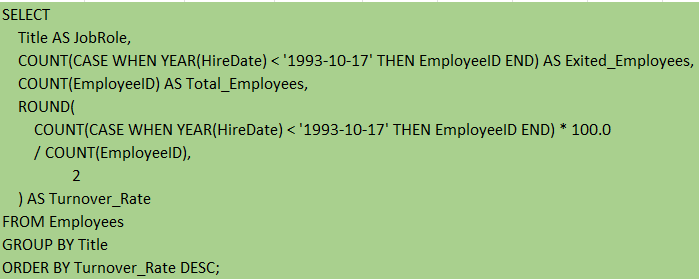 SELECT
Title AS JobRole,
COUNT(CASE WHEN YEAR(HireDate) < '1993-10-17' THEN EmployeeID END) AS Exited_Employees,
COUNT(EmployeeID) AS Total_Employees,
ROUND(
COUNT(CASE WHEN YEAR(HireDate) < '1993-10-17' THEN EmployeeID END) * 100.0
/ COUNT(EmployeeID),
2
) AS Turnover_Rate
FROM Employees
GROUP BY Title
ORDER BY Turnover_Rate DESC;